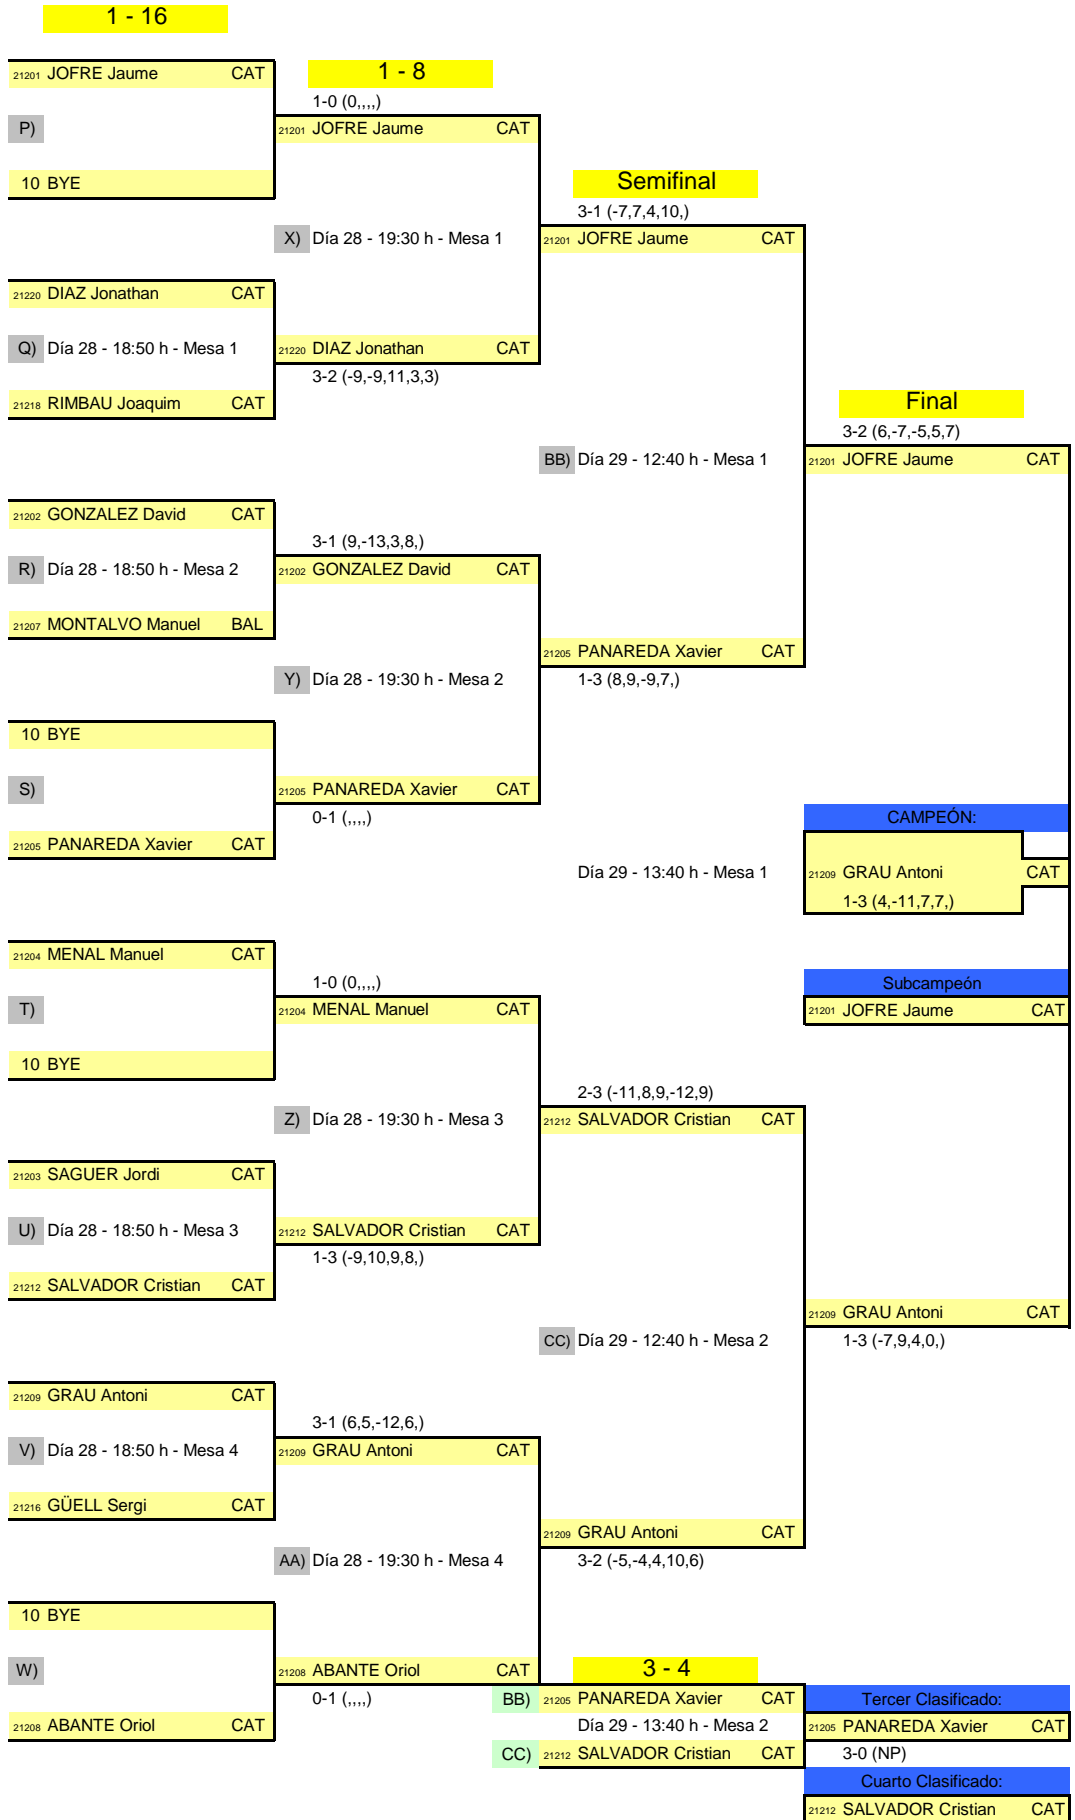 1 - 16
21201 JOFRE Jaume CAT
1 - 8
1-0 (0,,,,)
P)
21201 JOFRE Jaume CAT
10 BYE
Semifinal
3-1 (-7,7,4,10,)
X) Día 28 - 19:30 h - Mesa 1
21201 JOFRE Jaume CAT
21220 DIAZ Jonathan CAT
Q) Día 28 - 18:50 h - Mesa 1
21220 DIAZ Jonathan CAT
3-2 (-9,-9,11,3,3)
21218 RIMBAU Joaquim CAT
Final
3-2 (6,-7,-5,5,7)
BB) Día 29 - 12:40 h - Mesa 1
21201 JOFRE Jaume CAT
21202 GONZALEZ David CAT
3-1 (9,-13,3,8,)
R) Día 28 - 18:50 h - Mesa 2
21202 GONZALEZ David CAT
21207 MONTALVO Manuel BAL
21205 PANAREDA Xavier CAT
Y) Día 28 - 19:30 h - Mesa 2
1-3 (8,9,-9,7,)
10 BYE
S)
21205 PANAREDA Xavier CAT
0-1 (,,,,)
CAMPEÓN:
21205 PANAREDA Xavier CAT
Día 29 - 13:40 h - Mesa 1
21209 GRAU Antoni CAT
1-3 (4,-11,7,7,)
21204 MENAL Manuel CAT
1-0 (0,,,,)
Subcampeón
T)
21204 MENAL Manuel CAT
21201 JOFRE Jaume CAT
10 BYE
2-3 (-11,8,9,-12,9)
Z) Día 28 - 19:30 h - Mesa 3
21212 SALVADOR Cristian CAT
21203 SAGUER Jordi CAT
U) Día 28 - 18:50 h - Mesa 3
21212 SALVADOR Cristian CAT
1-3 (-9,10,9,8,)
21212 SALVADOR Cristian CAT
21209 GRAU Antoni CAT
CC) Día 29 - 12:40 h - Mesa 2
1-3 (-7,9,4,0,)
21209 GRAU Antoni CAT
3-1 (6,5,-12,6,)
V) Día 28 - 18:50 h - Mesa 4
21209 GRAU Antoni CAT
21216 GÜELL Sergi CAT
21209 GRAU Antoni CAT
AA) Día 28 - 19:30 h - Mesa 4
3-2 (-5,-4,4,10,6)
10 BYE
W)
21208 ABANTE Oriol CAT
3 - 4
0-1 (,,,,)
BB) 21205 PANAREDA Xavier CAT
Tercer Clasificado:
21208 ABANTE Oriol CAT
Día 29 - 13:40 h - Mesa 2
21205 PANAREDA Xavier CAT
CC) 21212 SALVADOR Cristian CAT
3-0 (NP)
Cuarto Clasificado:
21212 SALVADOR Cristian CAT